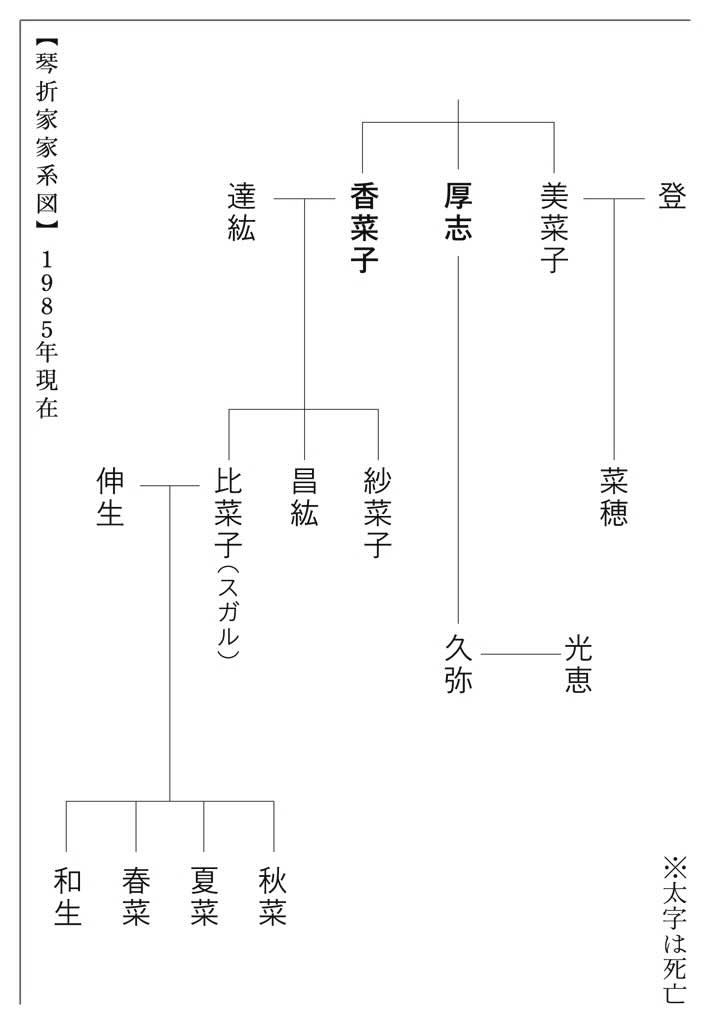 【琴折家家系図】 1985年現在
登
美菜子
厚志
香菜子
達紘
菜穂
紗菜子
昌紘
比菜子(スガル)
伸生
光恵
久弥
秋菜
夏菜
春菜
和生
※太字は死亡